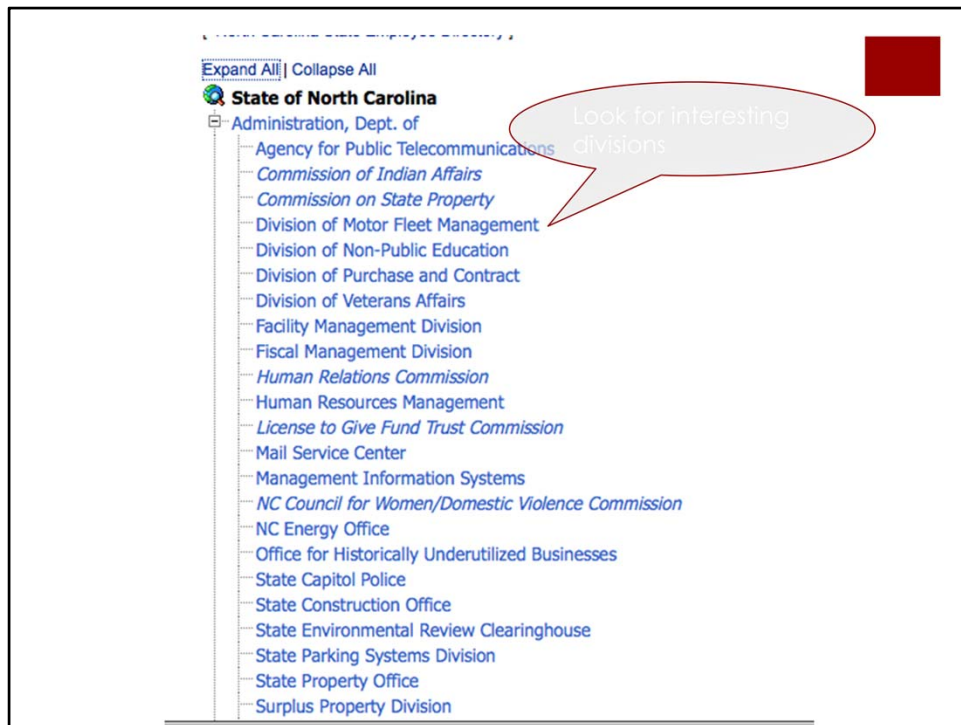 [ North Carolina State Employee Directory ]
Expand All | Collapse All
State of North Carolina
Administration, Dept. of
Look for interesting
divisions
Agency for Public Telecommunications
Commission of Indian Affairs
Commission on State Property
Division of Motor Fleet Management
Division of Non-Public Education
Division of Purchase and Contract
Division of Veterans Affairs
Facility Management Division
Fiscal Management Division
Human Relations Commission
Human Resources Management
License to Give Fund Trust Commission
Mail Service Center
Management Information Systems
NC Council for Women/Domestic Violence Commission
NC Energy Office
Office for Historically Underutilized Businesses
State Capitol Police
State Construction Office
State Environmental Review Clearinghouse
State Parking Systems Division
State Property Office
Surplus Property Division